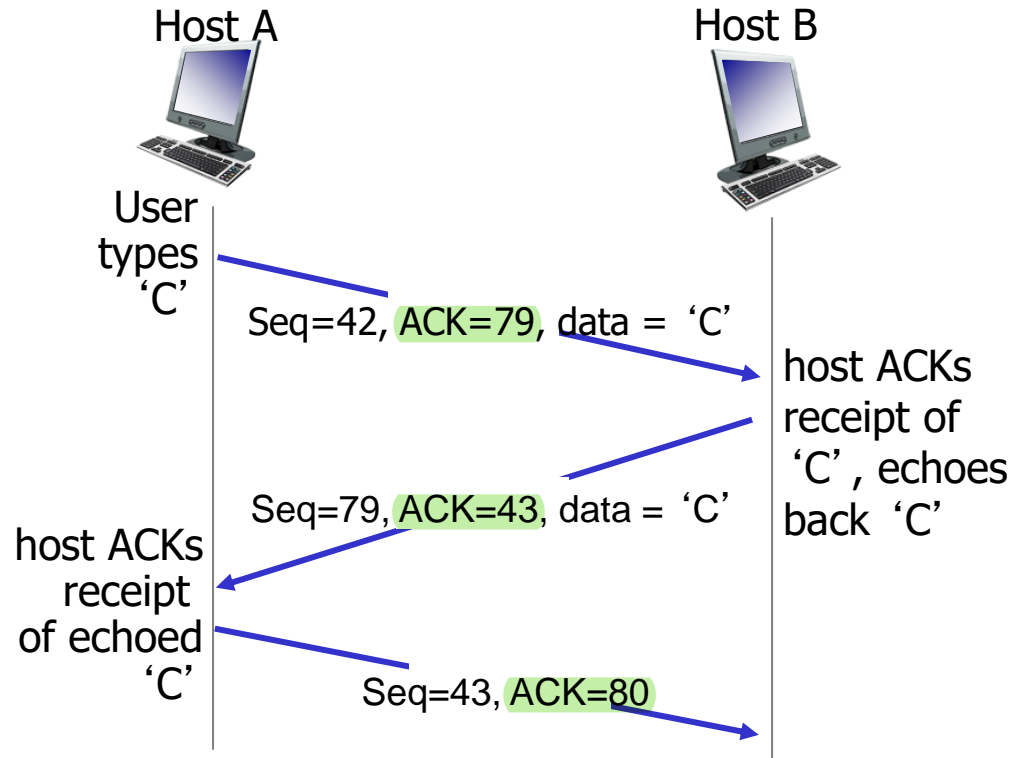 Host A
Host B
User
types
‘C’
Seq=42, ACK=79, data = ‘C’
host ACKs
receipt of
‘C’, echoes
back ‘C’
Seq=79, ACK=43, data = ‘C’
host ACKs
receipt
of echoed
‘C’
Seq=43, ACK=80